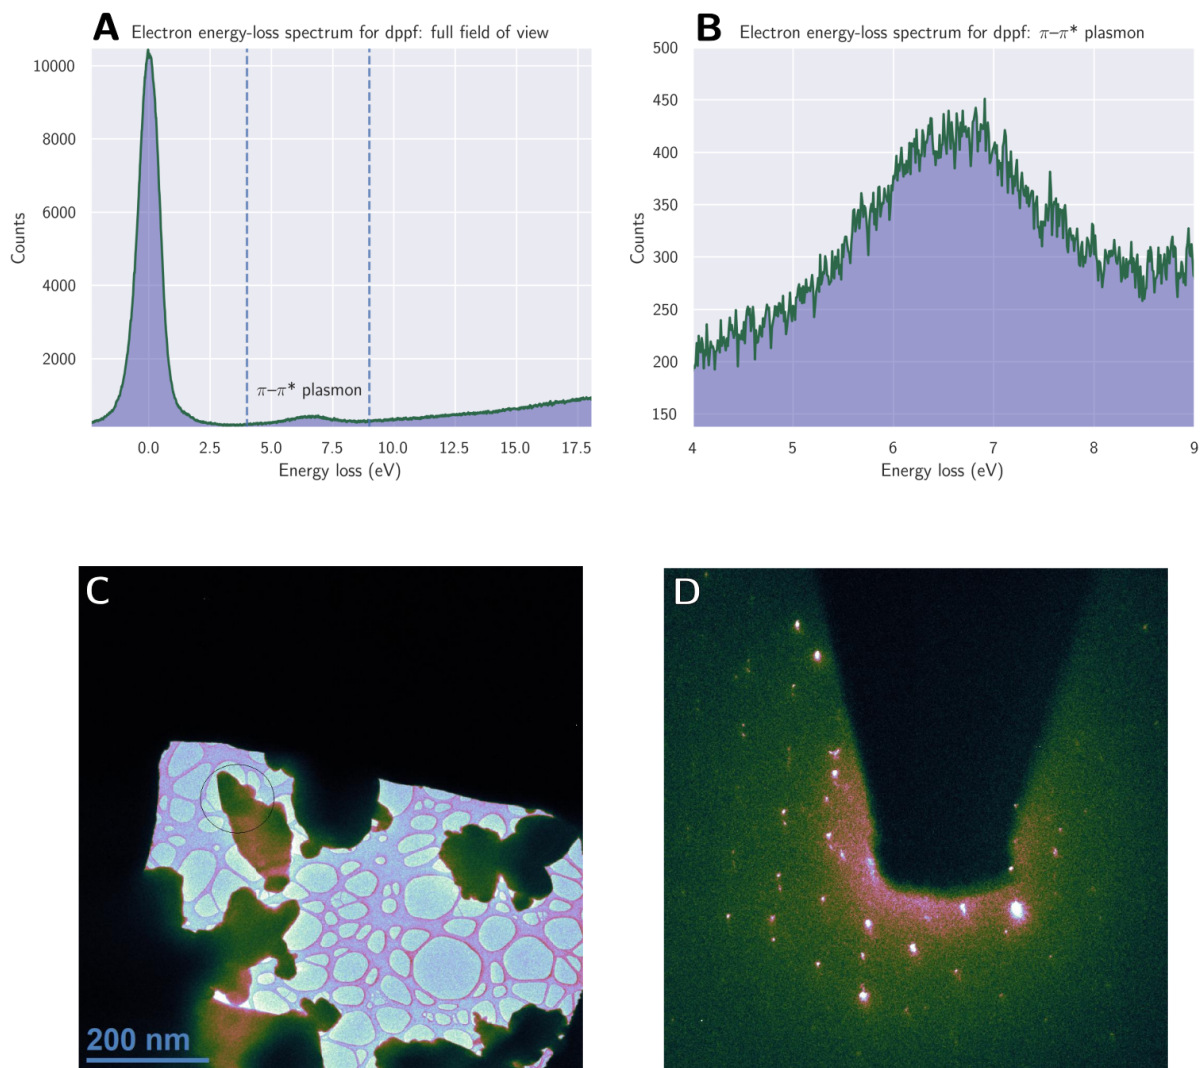 A
Electron energy-loss spectrum for dppf: full field of view
10000
8000
6000
4000
2000
Counts
π–π* plasmon
0.0 2.5 5.0 7.5 10.0 12.5 15.0 17.5
Energy loss (eV)
B
Electron energy-loss spectrum for dppf: π–π* plasmon
500
450
400
350
300
250
200
150
Counts
4 5 6 7 8 9
Energy loss (eV)
C
200 nm
D